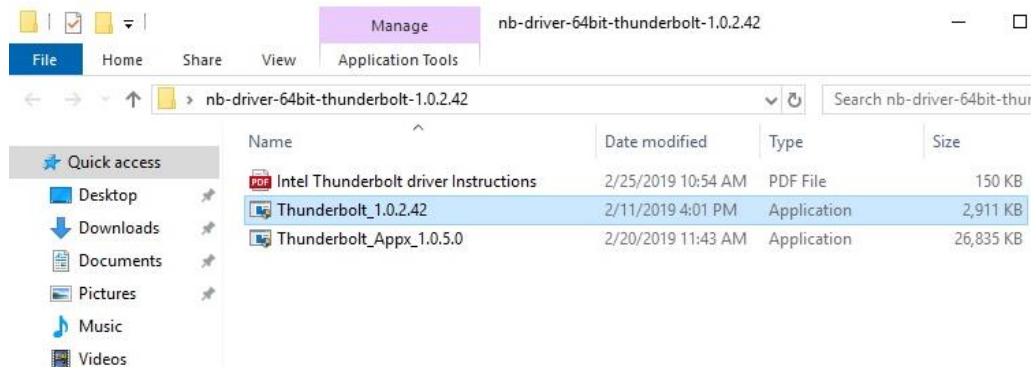 Manage nb-driver-64bit-thunderbolt-1.0.2.42
File Home Share View Application Tools
nb-driver-64bit-thunderbolt-1.0.2.42 Search nb-driver-64bit-thur
Name Date modified Type Size
Quick access
PDF Intel Thunderbolt driver Instructions 2/25/2019 10:54 AM PDF File 150 KB
Desktop
Thunderbolt_1.0.2.42 2/11/2019 4:01 PM Application 2,911 KB
Downloads
Thunderbolt_Appx_1.0.5.0 2/20/2019 11:43 AM Application 26,835 KB
Documents
Pictures
Music
Videos